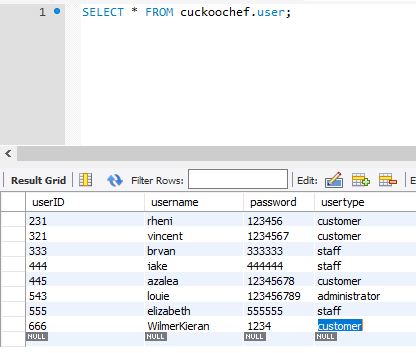 1 SELECT * FROM cuckoochef.user;
Result Grid Filter Rows: Edit:
userID username password usertype
231 rheni 123456 customer
321 vincent 1234567 customer
333 brvan 333333 staff
444 iake 444444 staff
445 azalea 12345678 customer
543 louie 123456789 administrator
555 elizabeth 555555 staff
666 WilmerKieran 1234 customer
NULL NULL NULL NULL